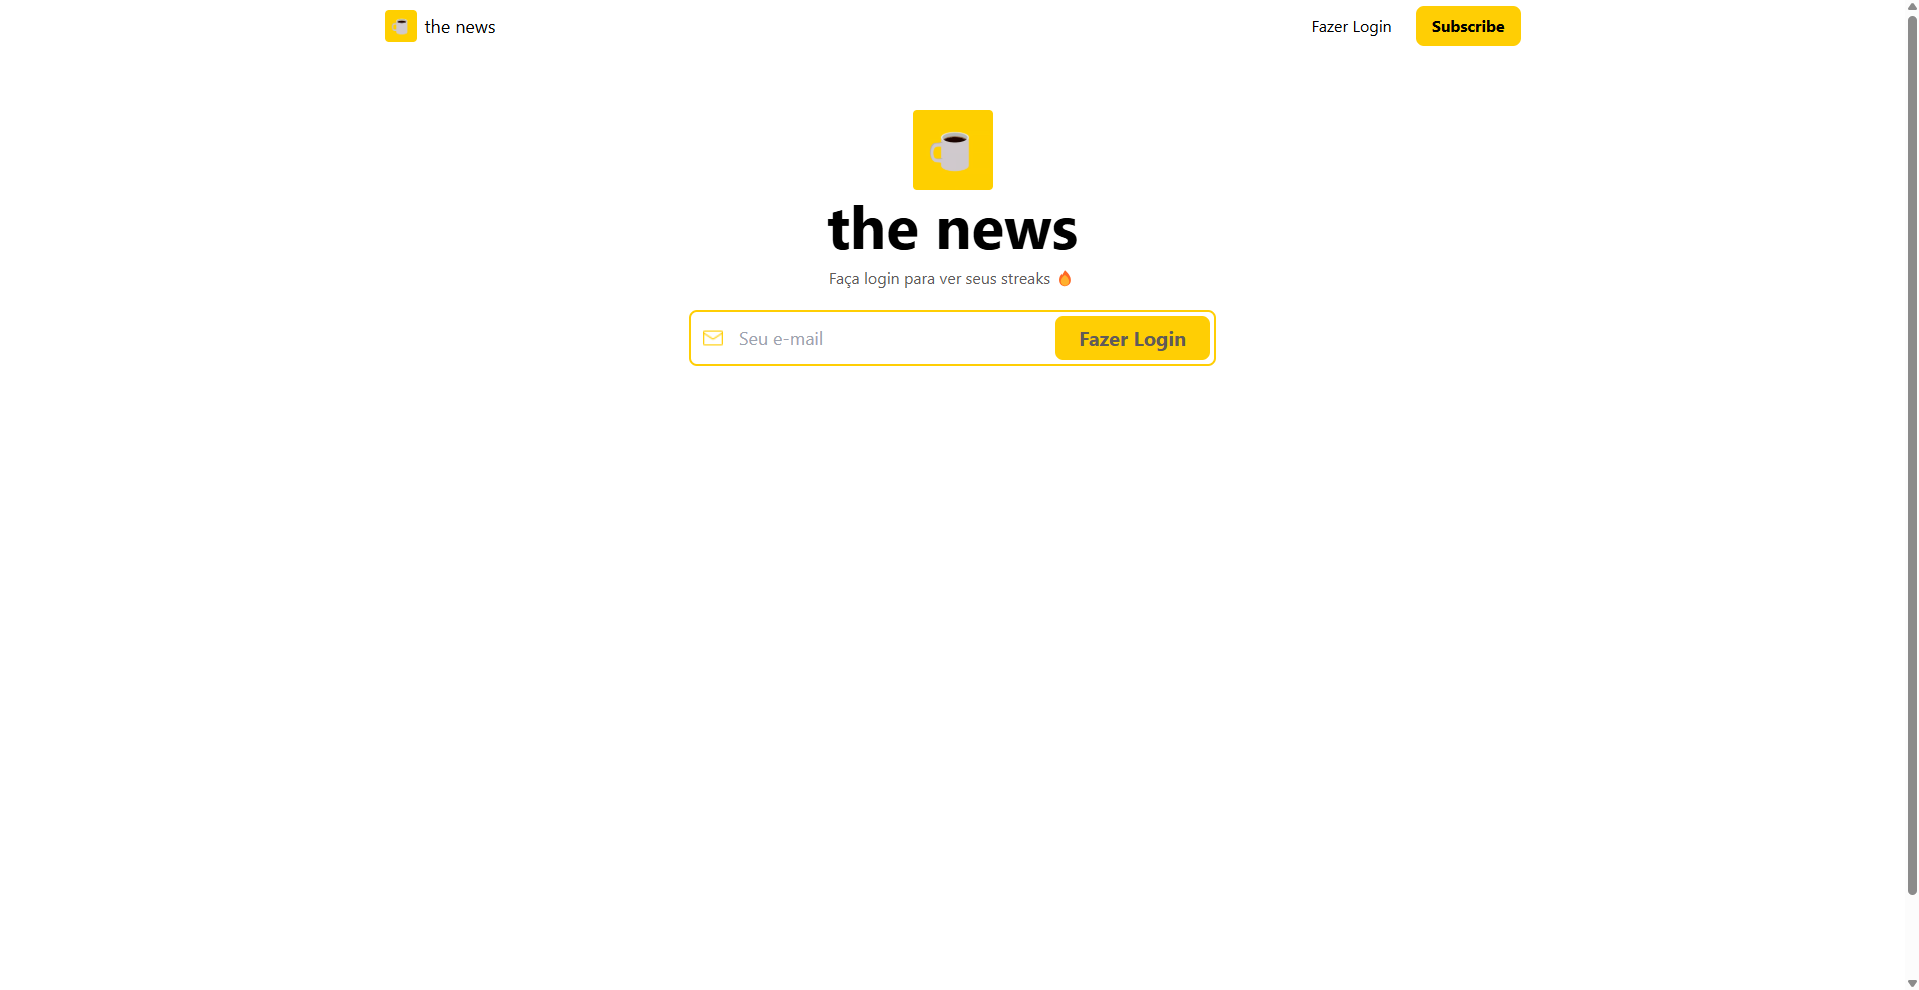 the news
Fazer Login
Subscribe
the news
Faça login para ver seus streaks 🔥
Seu e-mail
Fazer Login